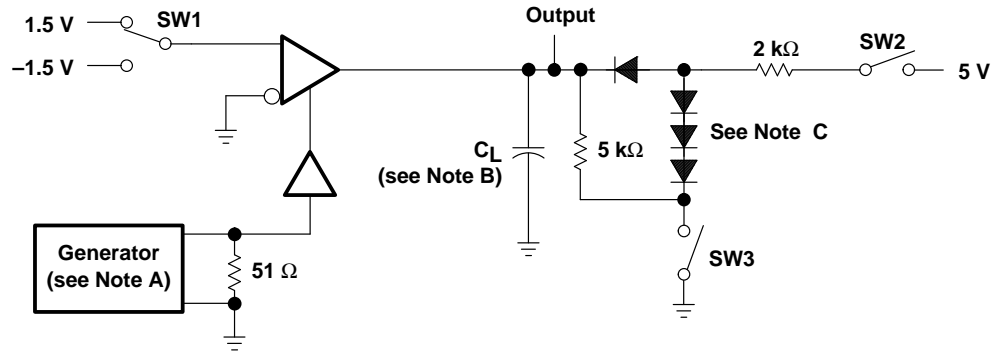 Output
1.5 V
SW1
–1.5 V
2 kΩ
SW2
5 V
CL
(see Note B)
5 kΩ
See Note C
Generator
(see Note A)
51 Ω
SW3